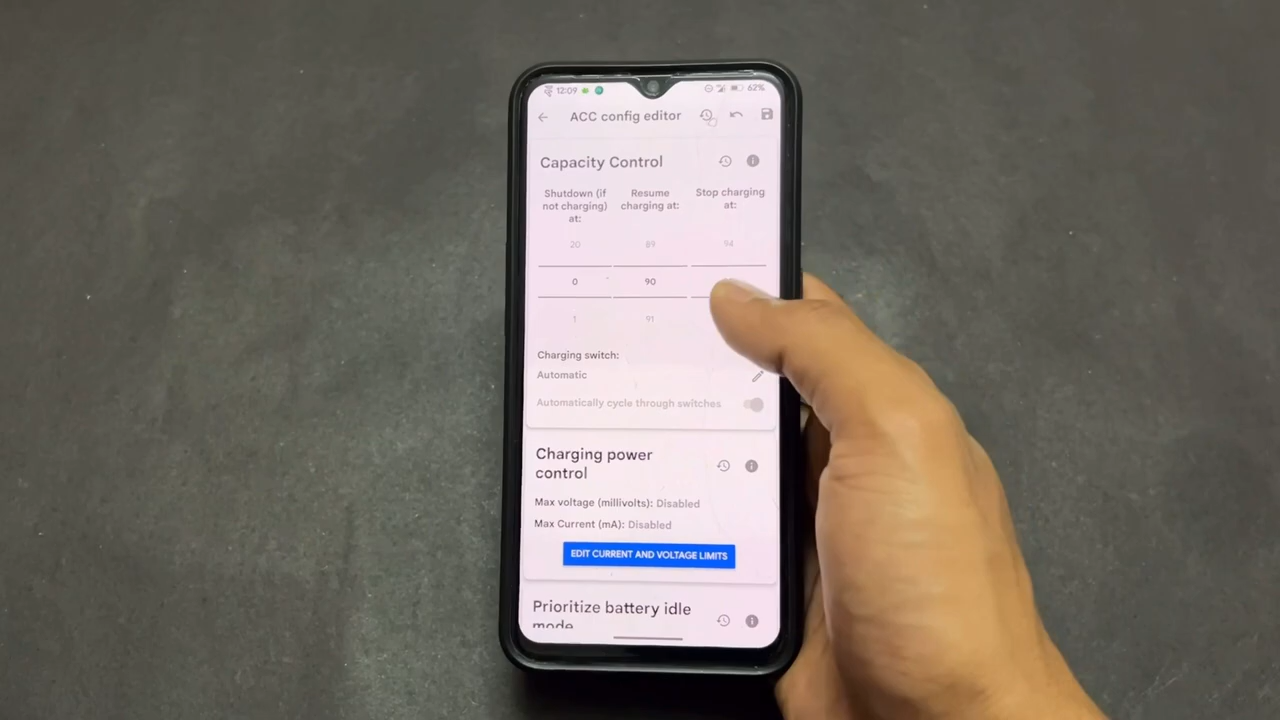 12:09 62%
ACC config editor
Capacity Control
Shutdown (if not charging) at:
Resume charging at:
Stop charging at:
20 89 94
0 90
1 91
Charging switch:
Automatic
Automatically cycle through switches
Charging power control
Max voltage (millivolts): Disabled
Max Current (mA): Disabled
EDIT CURRENT AND VOLTAGE LIMITS
Prioritize battery idle mode